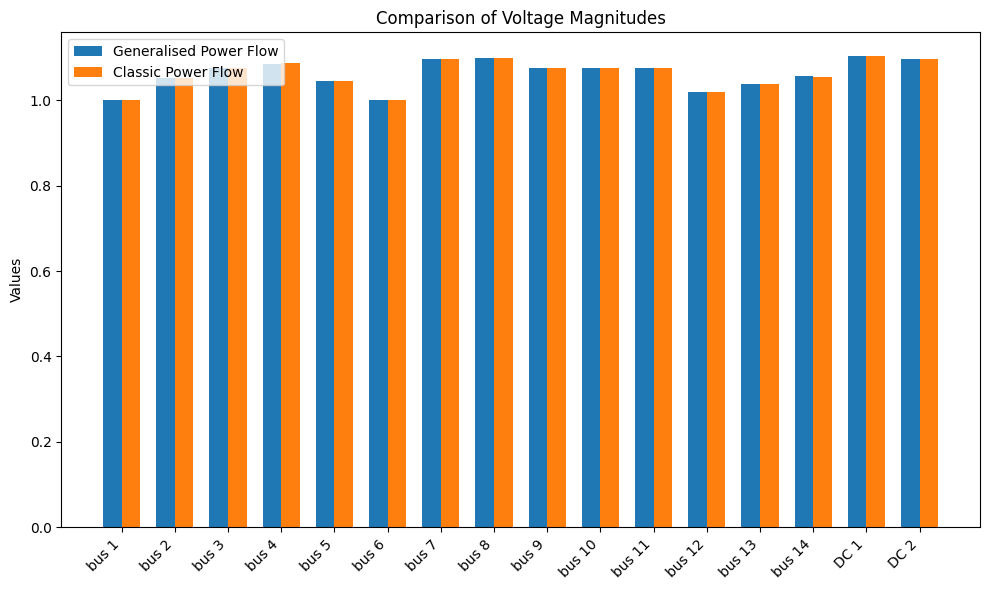 Comparison of Voltage Magnitudes
Generalised Power Flow
Classic Power Flow
Values
1.0
0.8
0.6
0.4
0.2
0.0
bus 1
bus 2
bus 3
bus 4
bus 5
bus 6
bus 7
bus 8
bus 9
bus 10
bus 11
bus 12
bus 13
bus 14
DC 1
DC 2